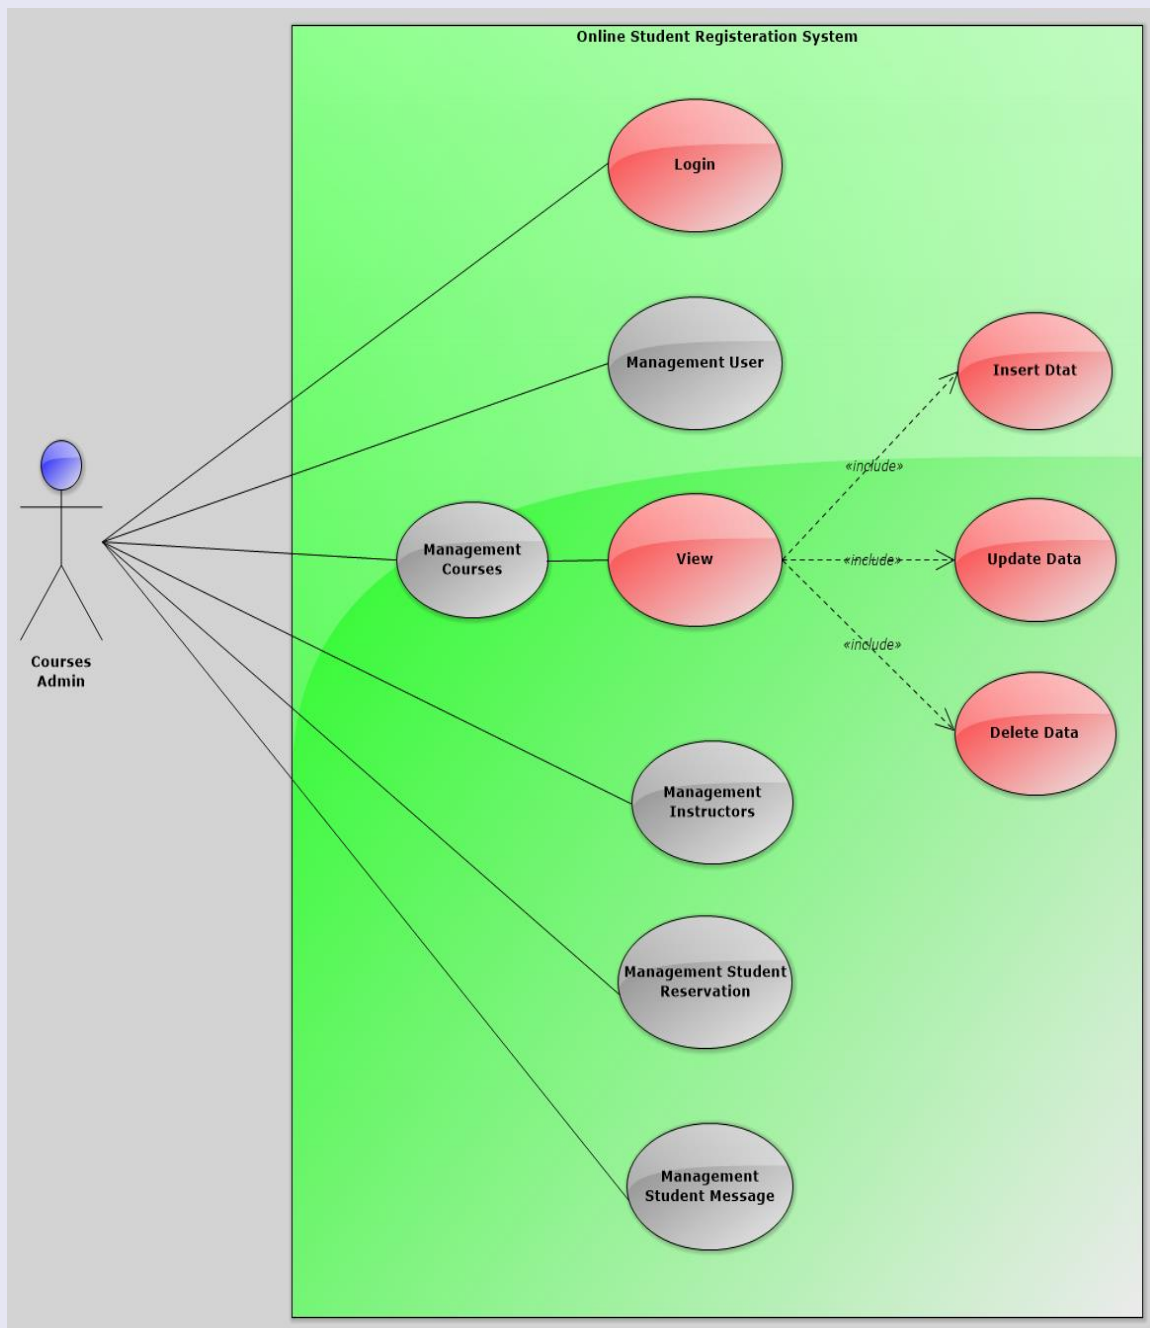 Online Student Registeration System
Login
Management User
Insert Dtat
«include»
Management
Courses
View
«include»
Update Data
«include»
Courses
Admin
Delete Data
Management
Instructors
Management Student
Reservation
Management
Student Message